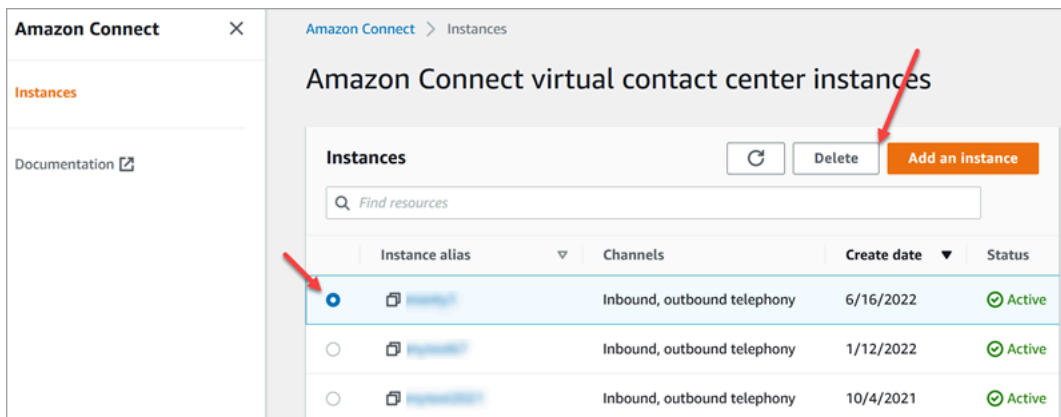 Amazon Connect
Instances
Documentation
Amazon Connect > Instances
Amazon Connect virtual contact center instances
Instances
Delete
Add an instance
Find resources
Instance alias Channels Create date Status
Inbound, outbound telephony 6/16/2022 Active
Inbound, outbound telephony 1/12/2022 Active
Inbound, outbound telephony 10/4/2021 Active